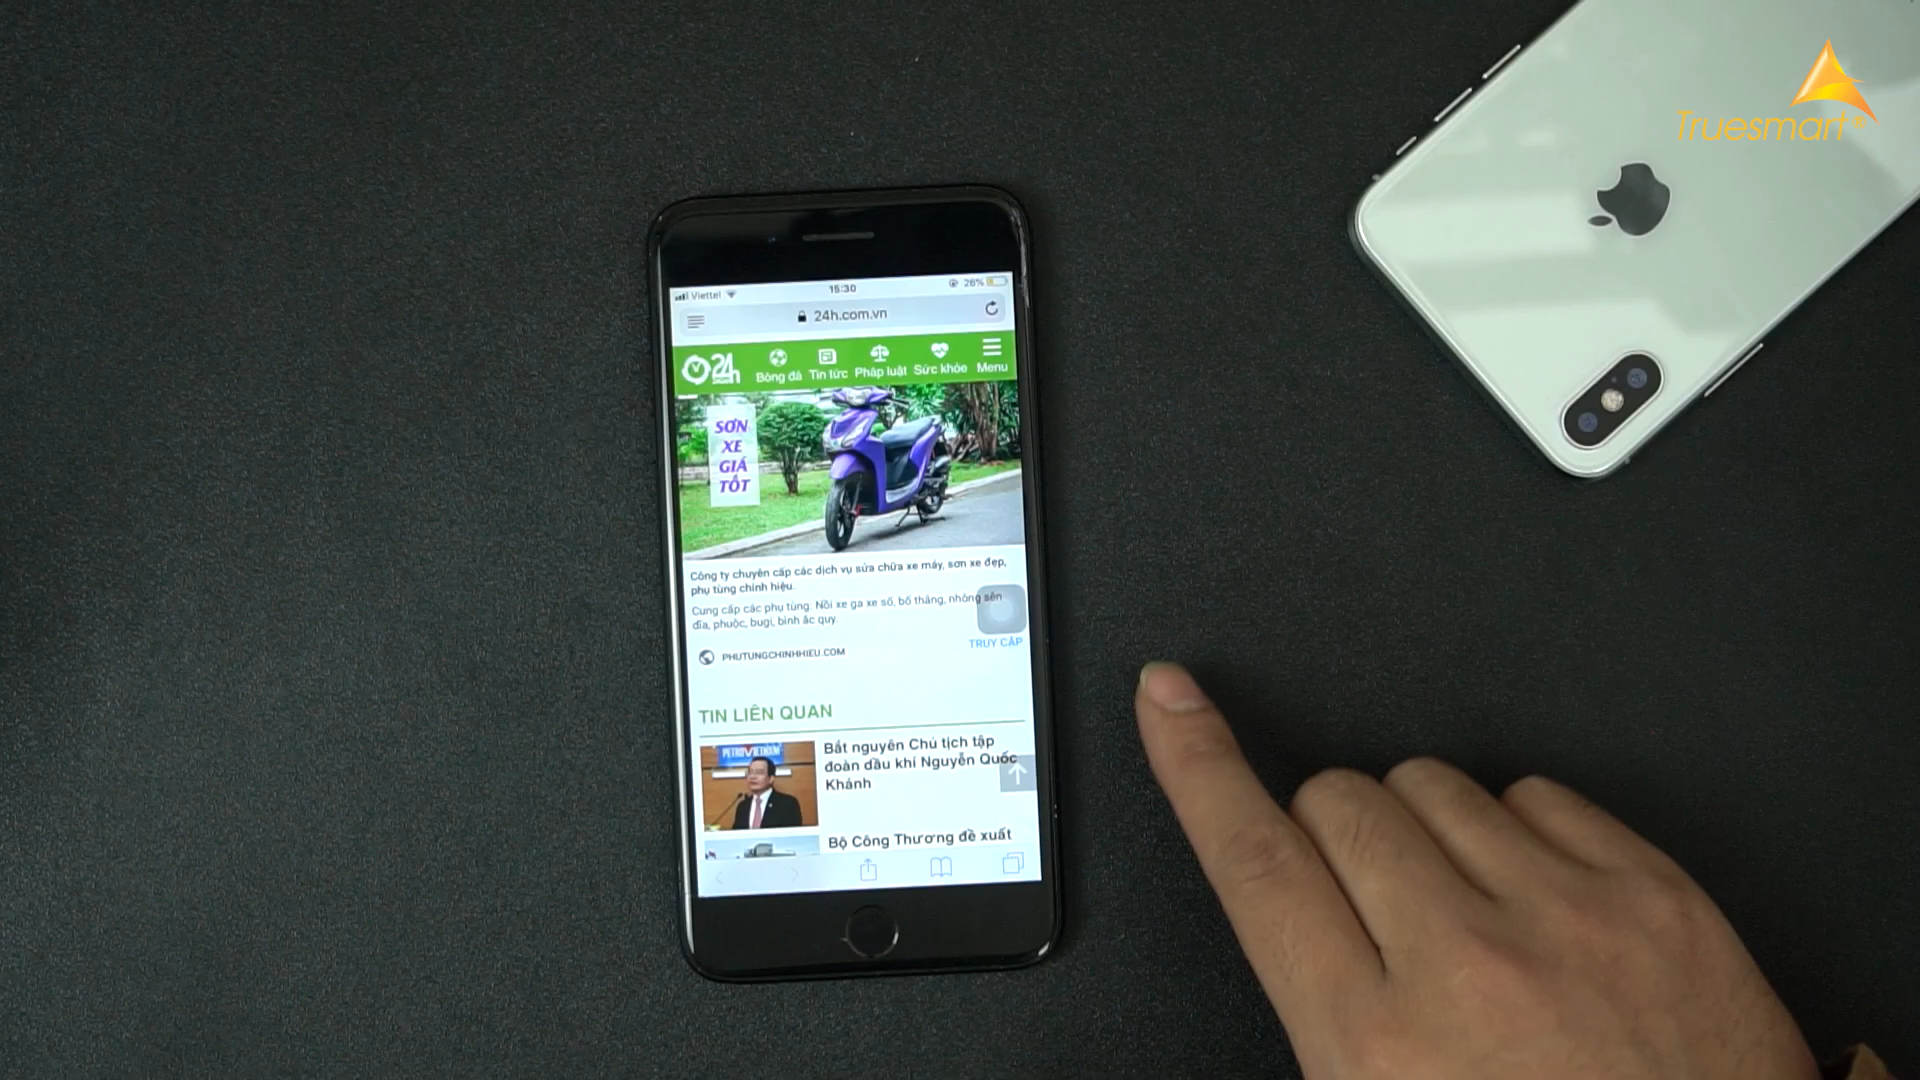 Truesmart®
Viettel
15:30
26%
24h.com.vn
24h
Bóng đá
Tin tức
Pháp luật
Sức khỏe
Menu
SƠN
XE
GIÁ
TỐT
Công ty chuyên cấp các dịch vụ sửa chữa xe máy, sơn xe đẹp,
phụ tùng chính hiệu.
Cung cấp các phụ tùng: Nồi xe ga xe số, bố thắng, nhông sên
dĩa, phuộc, bugi, bình ắc quy.
PHUTUNGCHINHHIEU.COM
TRUY CẬP
TIN LIÊN QUAN
PETROVIETNAM
Bắt nguyên Chủ tịch tập
đoàn dầu khí Nguyễn Quốc
Khánh
Bộ Công Thương đề xuất